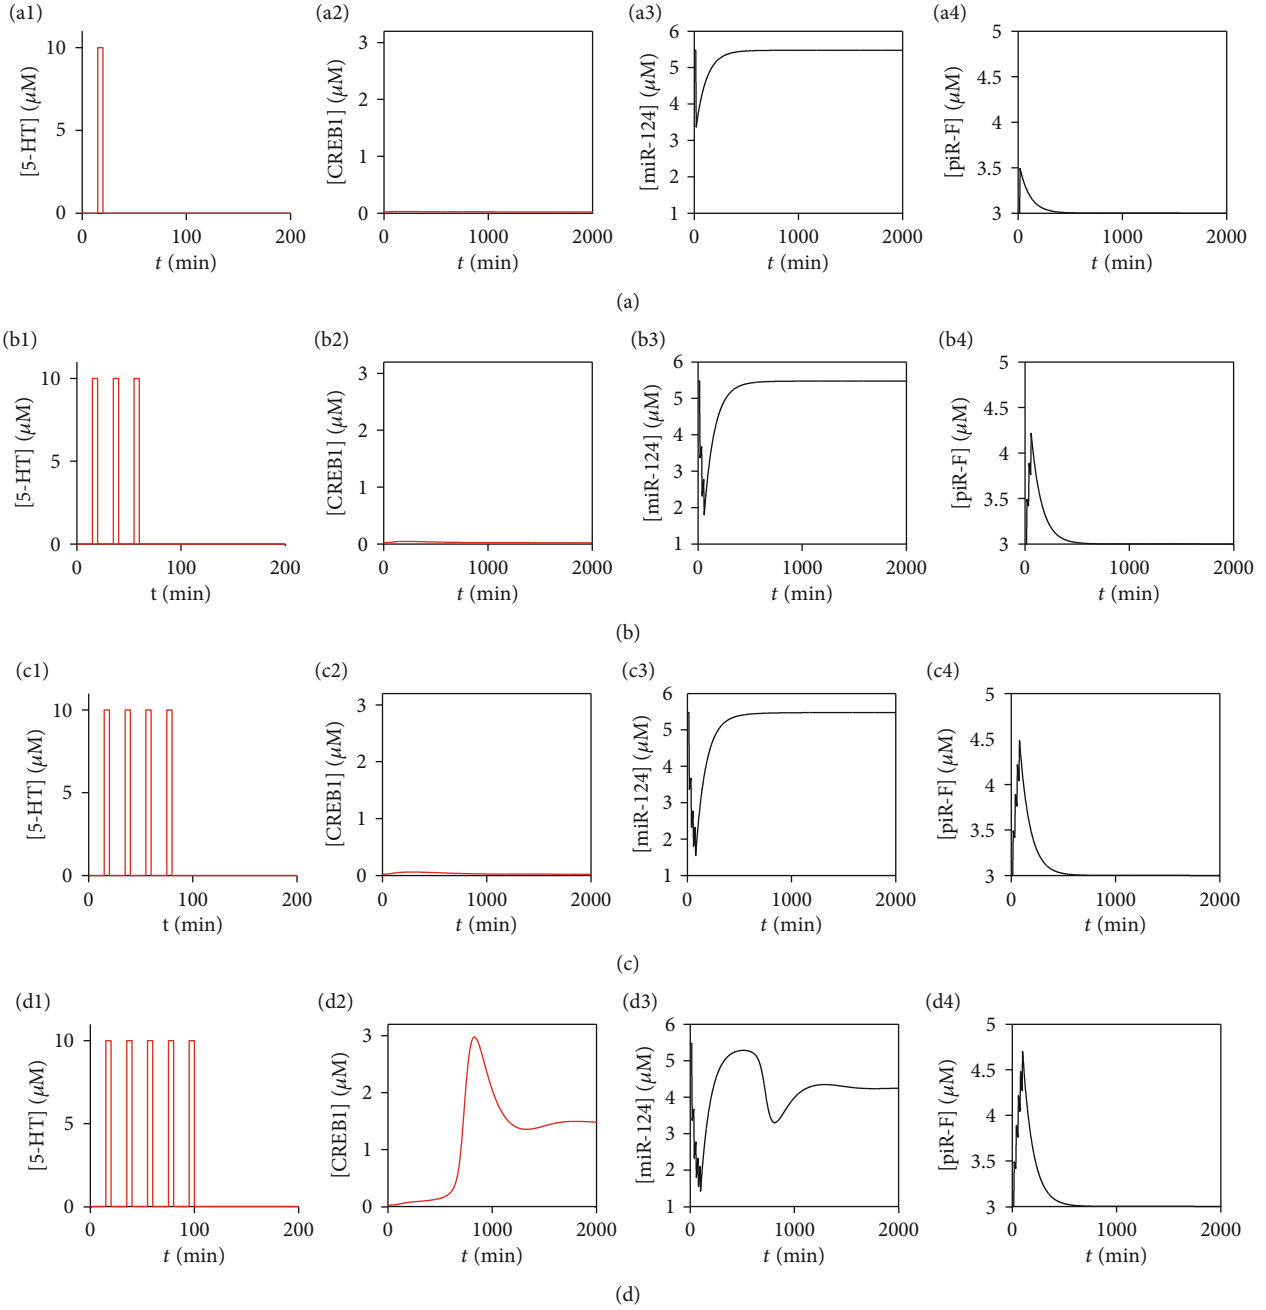 (a1) (a2) (a3) (a4)
[5-HT] (μM)
10
5
0
0 100 200
t (min)
[CREB1] (μM)
3
2
1
0
0 1000 2000
t (min)
[miR-124] (μM)
6
5
4
3
2
1
0 1000 2000
t (min)
[piR-F] (μM)
5
4.5
4
3.5
3
0 1000 2000
t (min)
(a)
(b1) (b2) (b3) (b4)
[5-HT] (μM)
10
5
0
0 100 200
t (min)
[CREB1] (μM)
3
2
1
0
0 1000 2000
t (min)
[miR-124] (μM)
6
5
4
3
2
1
0 1000 2000
t (min)
[piR-F] (μM)
5
4.5
4
3.5
3
0 1000 2000
t (min)
(b)
(c1) (c2) (c3) (c4)
[5-HT] (μM)
10
5
0
0 100 200
t (min)
[CREB1] (μM)
3
2
1
0
0 1000 2000
t (min)
[miR-124] (μM)
6
5
4
3
2
1
0 1000 2000
t (min)
[piR-F] (μM)
5
4.5
4
3.5
3
0 1000 2000
t (min)
(c)
(d1) (d2) (d3) (d4)
[5-HT] (μM)
10
5
0
0 100 200
t (min)
[CREB1] (μM)
3
2
1
0
0 1000 2000
t (min)
[miR-124] (μM)
6
5
4
3
2
1
0 1000 2000
t (min)
[piR-F] (μM)
5
4.5
4
3.5
3
0 1000 2000
t (min)
(d)